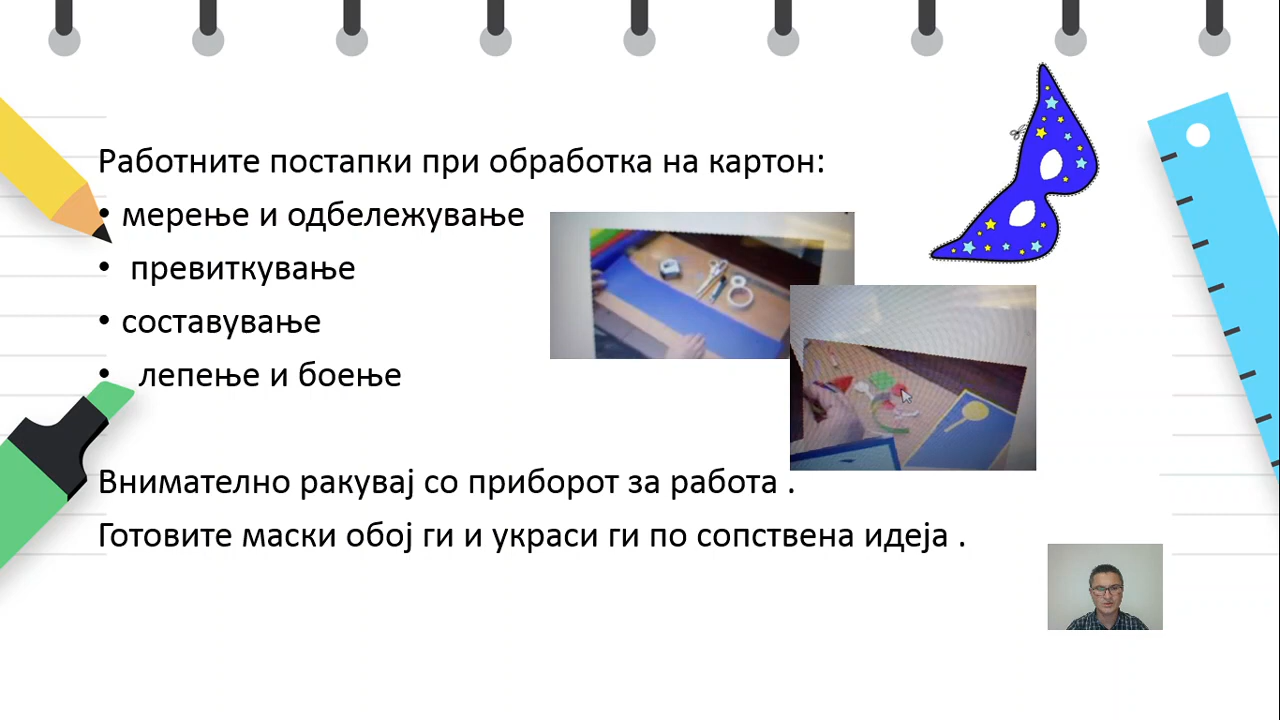 Работните постапки при обработка на картон:
• мерење и одбележување
• превиткување
• составување
• лепење и боење
Внимателно ракувај со приборот за работа .
Готовите маски обој ги и украси ги по сопствена идеја .